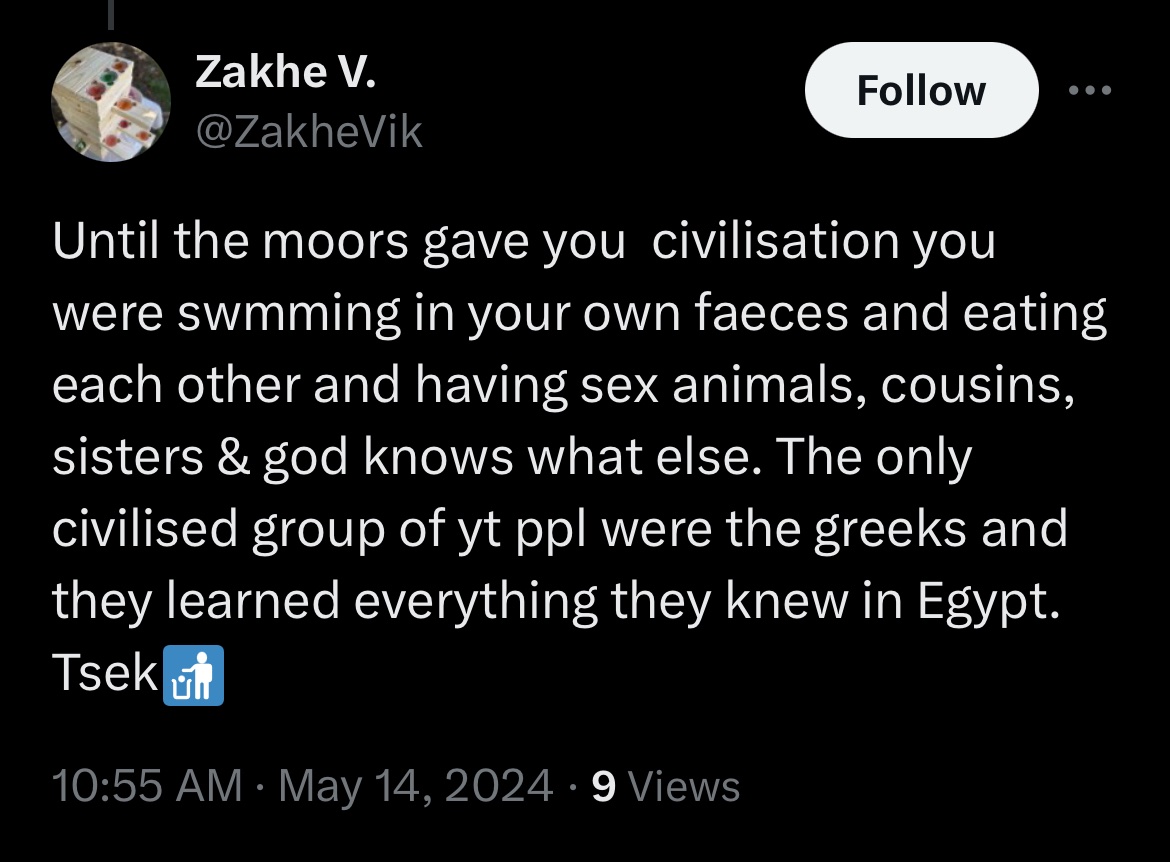 Zakhe V.
@ZakheVik
Follow
Until the moors gave you  civilisation you
were swmming in your own faeces and eating
each other and having sex animals, cousins,
sisters & god knows what else. The only
civilised group of yt ppl were the greeks and
they learned everything they knew in Egypt.
Tsek🚮
10:55 AM · May 14, 2024 · 9 Views